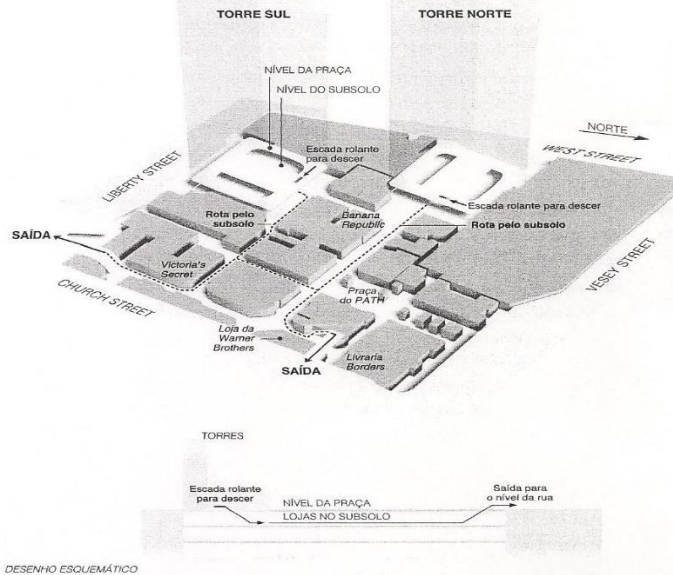 TORRE SUL
TORRE NORTE
NÍVEL DA PRAÇA
NÍVEL DO SUBSOLO
NORTE
WEST STREET
Escada rolante
para descer
LIBERTY STREET
Escada rolante para descer
Banana
Republic
Rota pelo
subsolo
Rota pelo subsolo
SAÍDA
Victoria's
Secret
VESEY STREET
Praça
do PATH
CHURCH STREET
Loja da
Warner
Brothers
Livraria
Borders
SAÍDA
TORRES
Escada rolante
para descer
Saída para
o nível da rua
NÍVEL DA PRAÇA
LOJAS NO SUBSOLO
DESENHO ESQUEMÁTICO